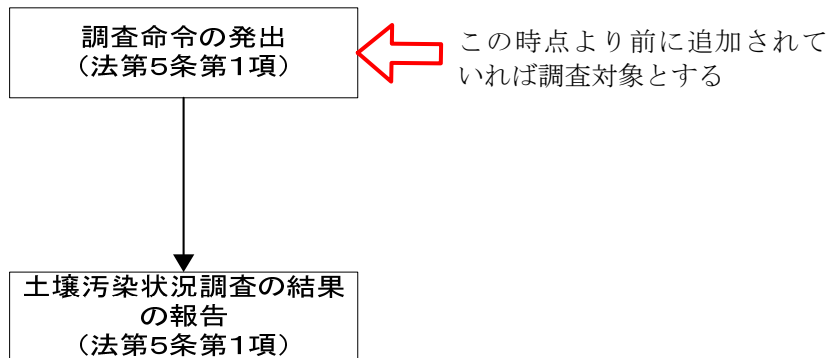 調査命令の発出
（法第5条第1項）
この時点より前に追加されて
いれば調査対象とする
土壌汚染状況調査の結果
の報告
（法第5条第1項）